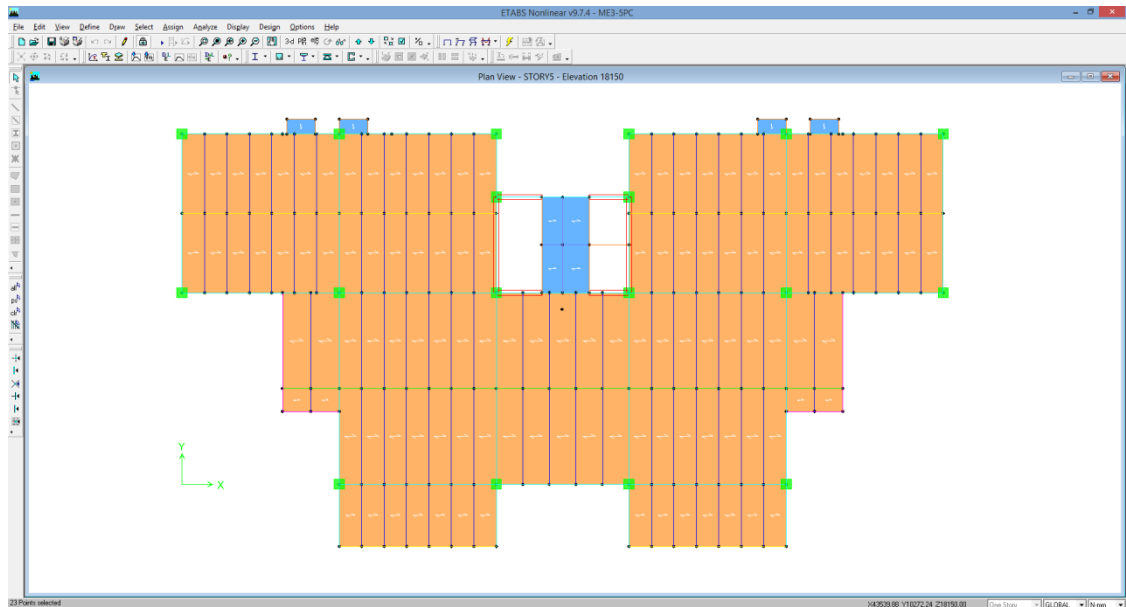 ETABS Nonlinear v9.7.4 - ME3-5PC
File Edit View Define Draw Select Assign Analyze Display Design Options Help
3d
Plan View - STORY5 - Elevation 18150
Y
X
23 Points selected
X43539.88 Y10272.24 Z18150.00 One Story GLOBAL N-mm